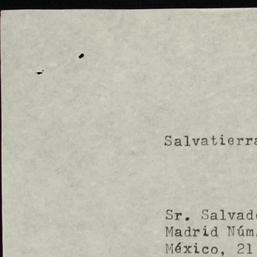 Salvatierra
Sr. Salvado
Madrid Núm.
México, 21